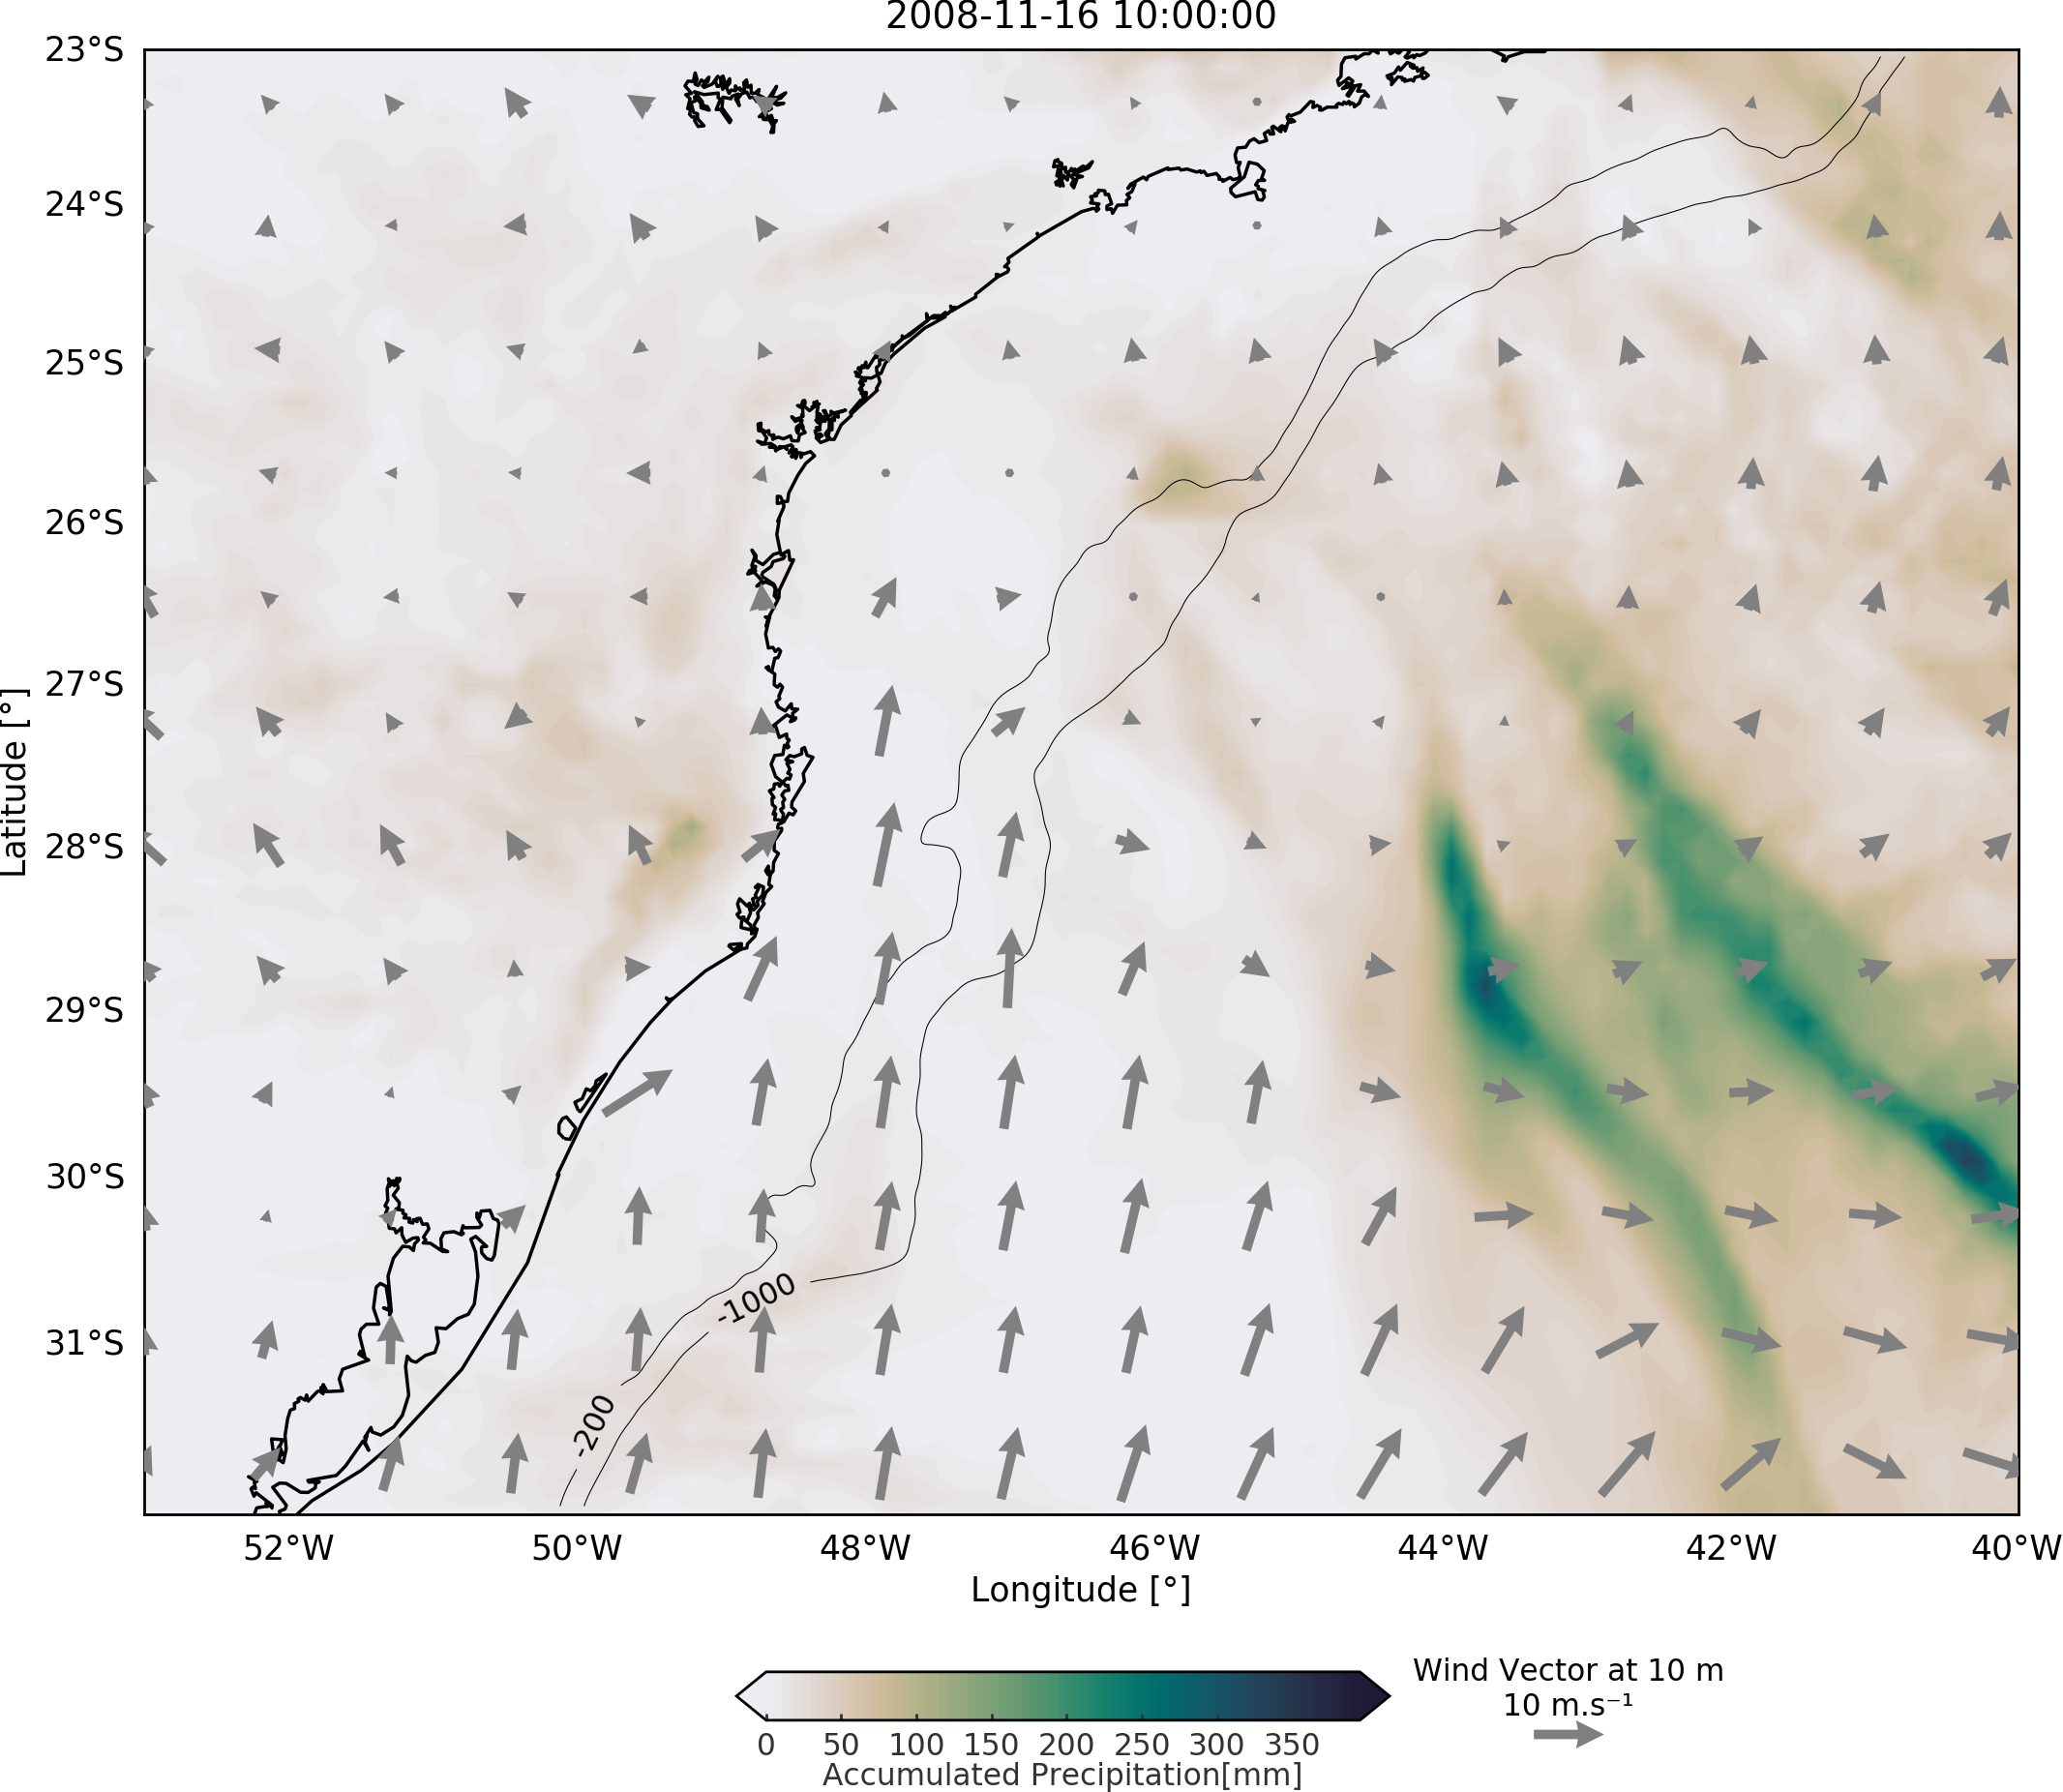 2008-11-16 10:00:00
23°S
24°S
25°S
26°S
27°S
28°S
29°S
30°S
31°S
Latitude [°]
-1000
-200
52°W 50°W 48°W 46°W 44°W 42°W 40°W
Longitude [°]
Wind Vector at 10 m
10 m.s⁻¹
0 50 100 150 200 250 300 350
Accumulated Precipitation[mm]